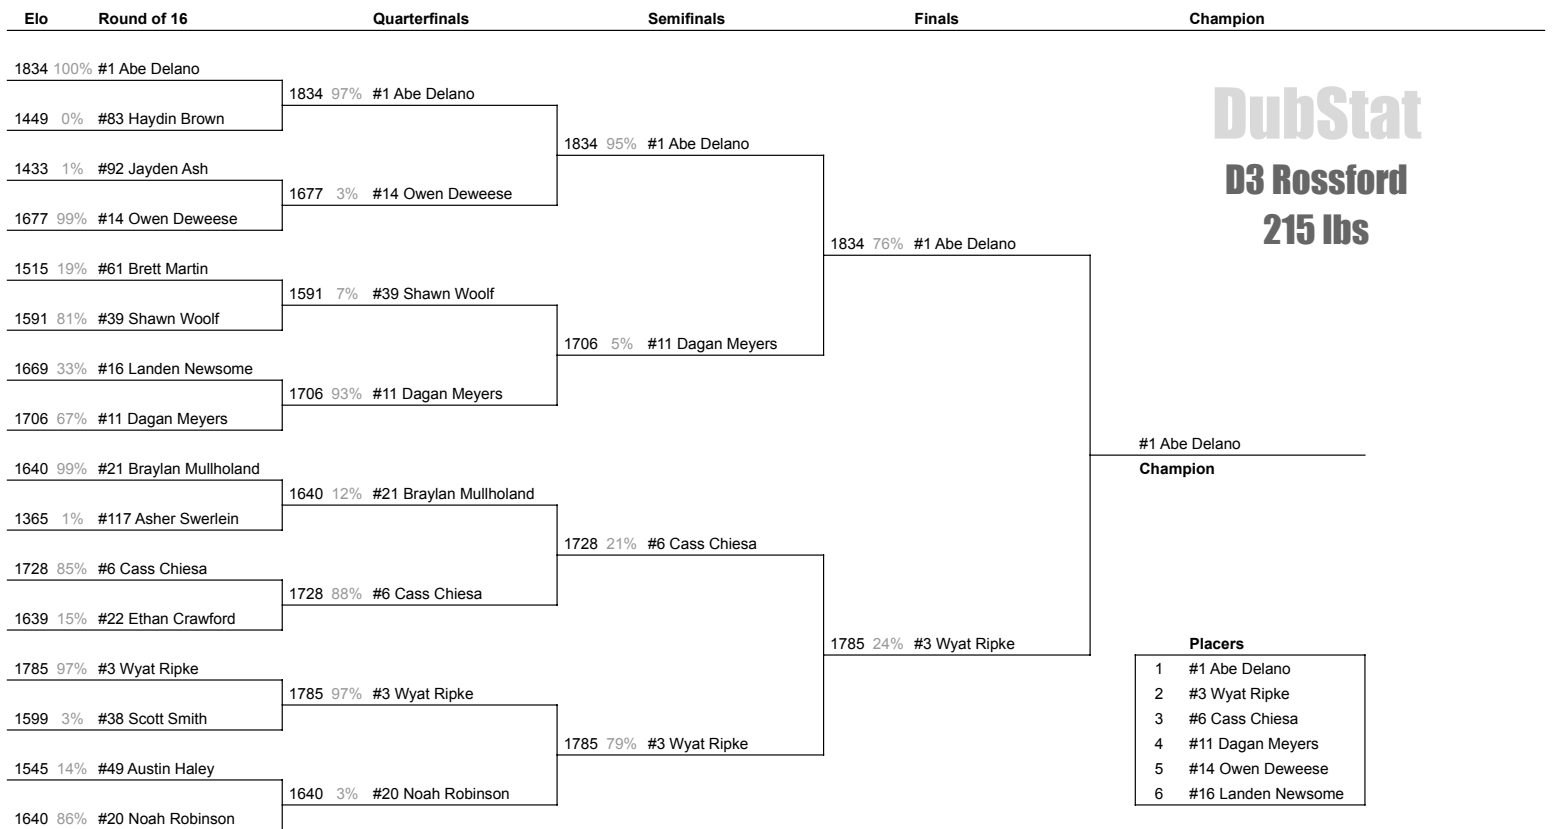 Elo Round of 16 Quarterfinals Semifinals Finals Champion
1834 100% #1 Abe Delano
1834 97% #1 Abe Delano
DubStat
1449 0% #83 Haydin Brown
1834 95% #1 Abe Delano
1433 1% #92 Jayden Ash
D3 Rossford
1677 3% #14 Owen Deweese
1677 99% #14 Owen Deweese
215 lbs
1834 76% #1 Abe Delano
1515 19% #61 Brett Martin
1591 7% #39 Shawn Woolf
1591 81% #39 Shawn Woolf
1706 5% #11 Dagan Meyers
1669 33% #16 Landen Newsome
1706 93% #11 Dagan Meyers
1706 67% #11 Dagan Meyers
#1 Abe Delano
1640 99% #21 Braylan Mullholand
Champion
1640 12% #21 Braylan Mullholand
1365 1% #117 Asher Swerlein
1728 21% #6 Cass Chiesa
1728 85% #6 Cass Chiesa
1728 88% #6 Cass Chiesa
1639 15% #22 Ethan Crawford
1785 24% #3 Wyat Ripke
Placers
1785 97% #3 Wyat Ripke
1 #1 Abe Delano
1785 97% #3 Wyat Ripke
2 #3 Wyat Ripke
1599 3% #38 Scott Smith
3 #6 Cass Chiesa
1785 79% #3 Wyat Ripke
4 #11 Dagan Meyers
1545 14% #49 Austin Haley
5 #14 Owen Deweese
1640 3% #20 Noah Robinson
6 #16 Landen Newsome
1640 86% #20 Noah Robinson